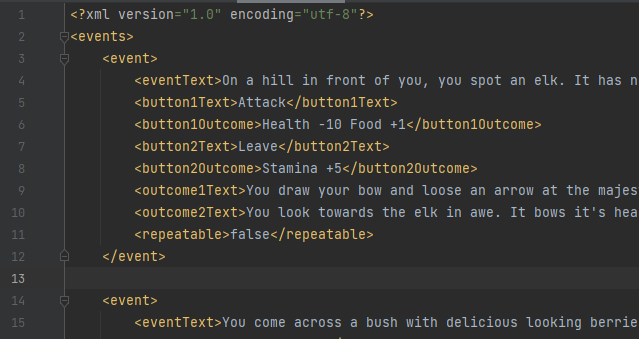 1 <?xml version="1.0" encoding="utf-8"?>
2 <events>
3 <event>
4 <eventText>On a hill in front of you, you spot an elk. It has n
5 <button1Text>Attack</button1Text>
6 <button1Outcome>Health -10 Food +1</button1Outcome>
7 <button2Text>Leave</button2Text>
8 <button2Outcome>Stamina +5</button2Outcome>
9 <outcome1Text>You draw your bow and loose an arrow at the majes
10 <outcome2Text>You look towards the elk in awe. It bows it's hea
11 <repeatable>false</repeatable>
12 </event>
13
14 <event>
15 <eventText>You come across a bush with delicious looking berrie